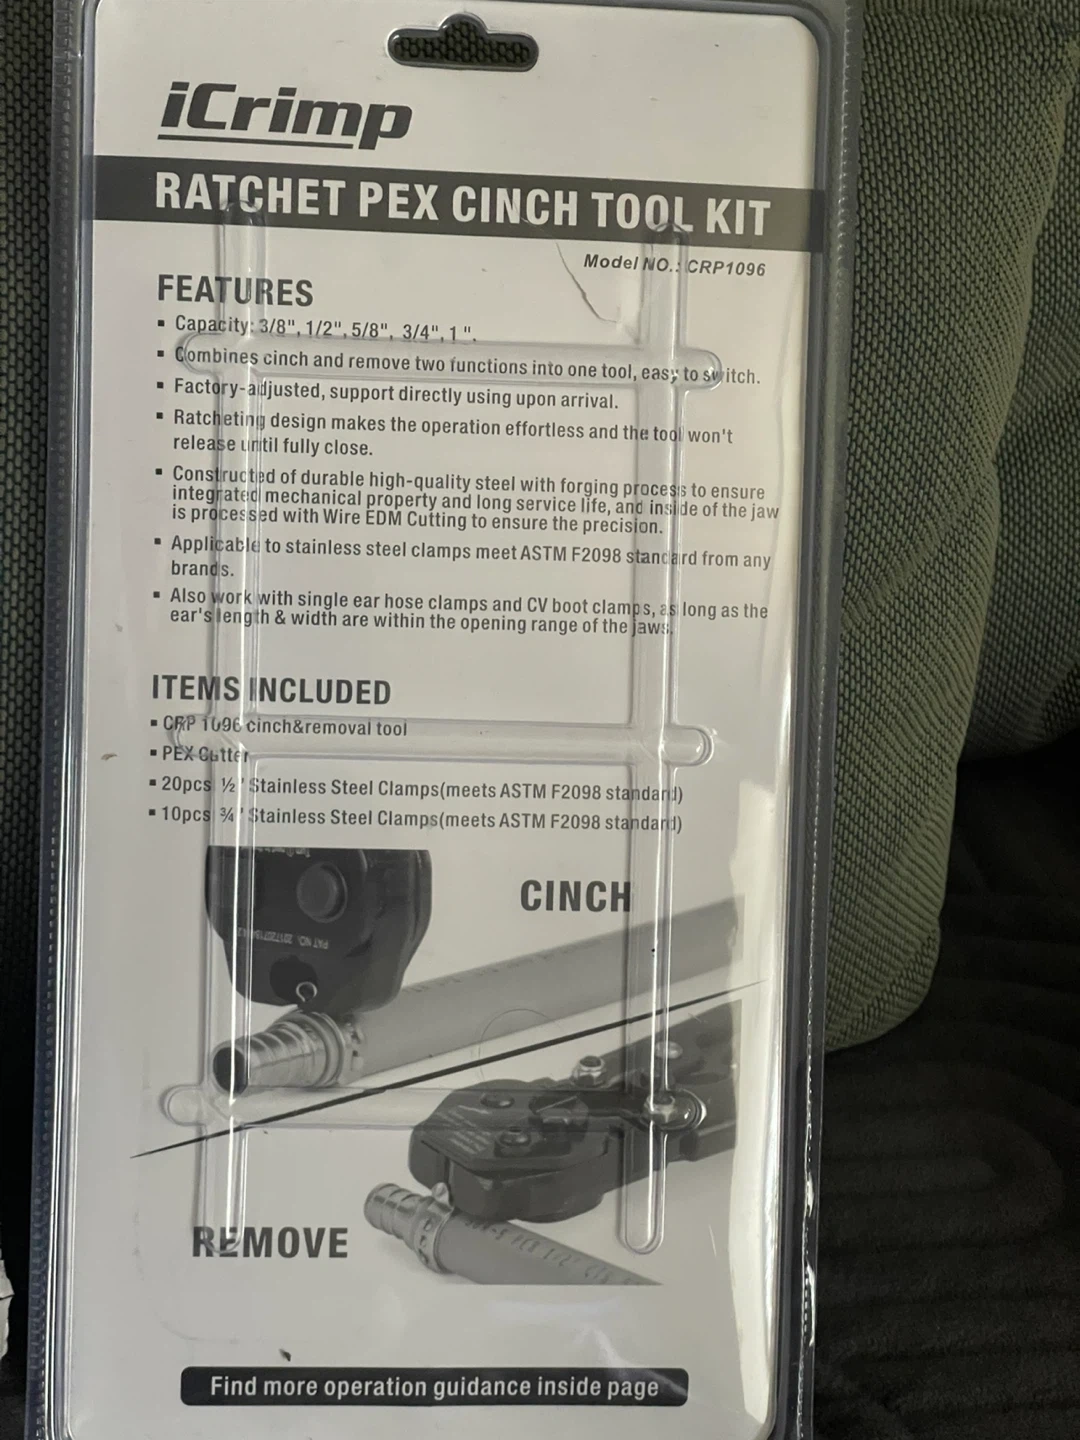 iCrimp
RATCHET PEX CINCH TOOL KIT
Model NO.: CRP1096
FEATURES
▪ Capacity: 3/8", 1/2", 5/8", 3/4", 1 ".
▪ Combines cinch and remove two functions into one tool, easy to switch.
▪ Factory-adjusted, support directly using upon arrival.
▪ Ratcheting design makes the operation effortless and the tool won't
release until fully close.
▪ Constructed of durable high-quality steel with forging process to ensure
integrated mechanical property and long service life, and inside of the jaw
is processed with Wire EDM Cutting to ensure the precision.
▪ Applicable to stainless steel clamps meet ASTM F2098 standard from any
brands.
▪ Also work with single ear hose clamps and CV boot clamps, as long as the
ear's length & width are within the opening range of the jaws.
ITEMS INCLUDED
▪ CRP 1096 cinch&removal tool
▪ PEX Cutter
▪ 20pcs ½" Stainless Steel Clamps(meets ASTM F2098 standard)
▪ 10pcs ¾" Stainless Steel Clamps(meets ASTM F2098 standard)
CINCH
PAT NO.
REMOVE
PEX 1/2"
Find more operation guidance inside page